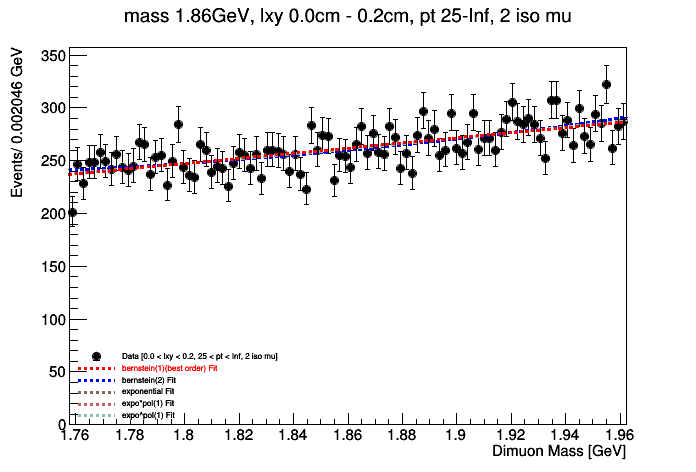 mass 1.86GeV, lxy 0.0cm - 0.2cm, pt 25-Inf, 2 iso mu
Events/ 0.002046 GeV
350
300
250
200
150
100
50
0
Data [0.0 < lxy < 0.2, 25 < pt < Inf, 2 iso mu]
bernstein(1)(best order) Fit
bernstein(2) Fit
exponential Fit
expo*pol(1) Fit
expo^pol(1) Fit
1.76 1.78 1.8 1.82 1.84 1.86 1.88 1.9 1.92 1.94 1.96
Dimuon Mass [GeV]